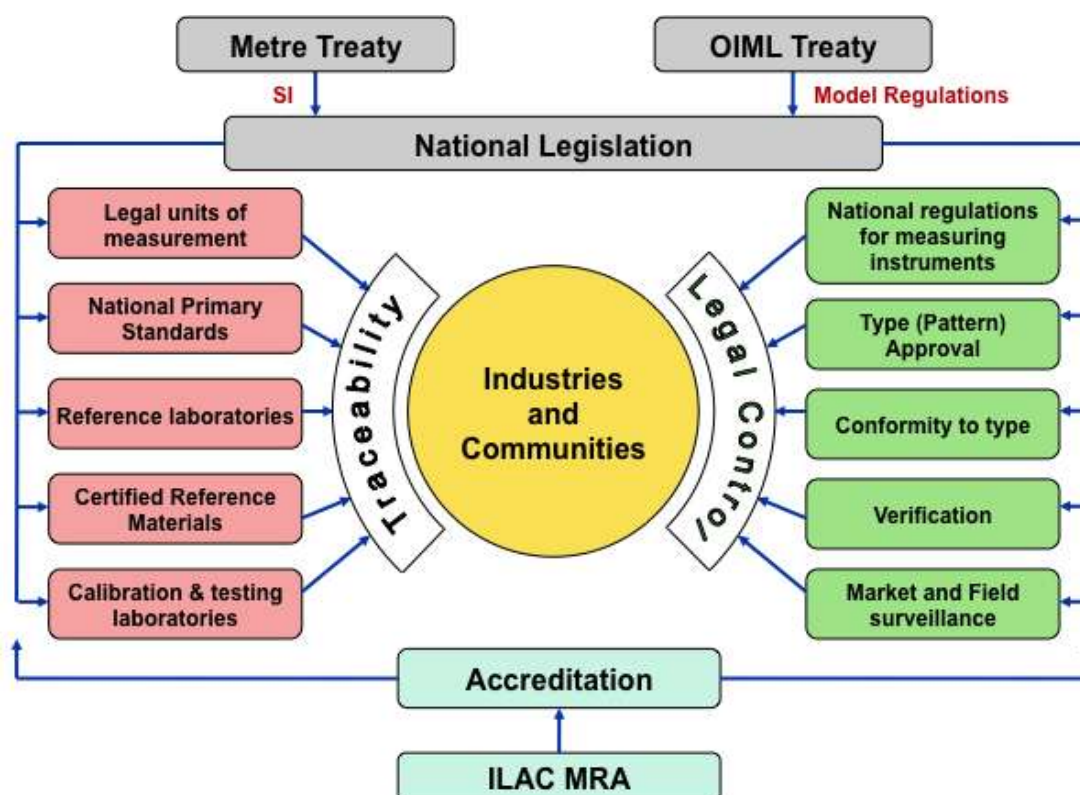 Metre Treaty
OIML Treaty
SI
Model Regulations
National Legislation
Legal units of
measurement
National Primary
Standards
Reference laboratories
Certified Reference
Materials
Calibration & testing
laboratories
Traceability
Industries
and
Communities
Legal Control
National regulations
for measuring
instruments
Type (Pattern)
Approval
Conformity to type
Verification
Market and Field
surveillance
Accreditation
ILAC MRA